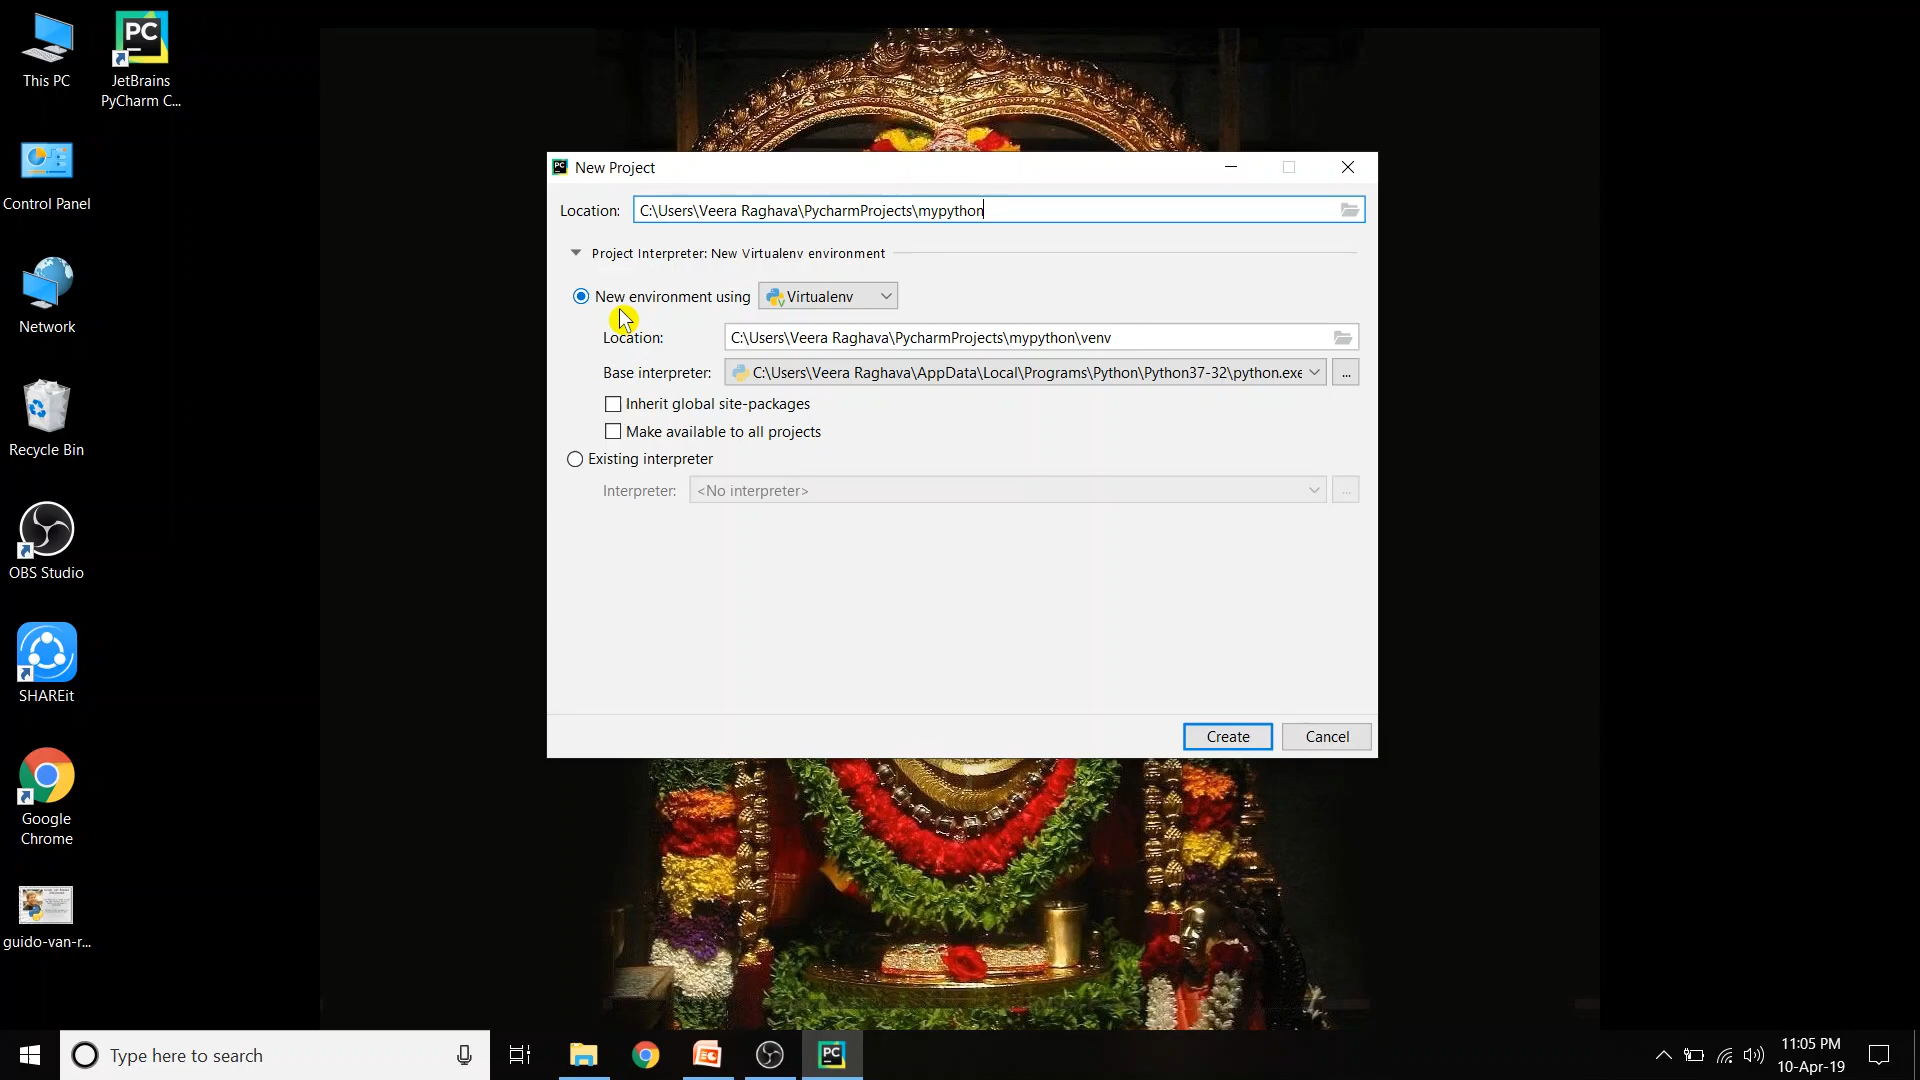 This PC
JetBrains
PyCharm C...
Control Panel
Network
Recycle Bin
OBS Studio
SHAREit
Google
Chrome
guido-van-r...
New Project
Location: C:\Users\Veera Raghava\PycharmProjects\mypython
Project Interpreter: New Virtualenv environment
New environment using Virtualenv
Location: C:\Users\Veera Raghava\PycharmProjects\mypython\venv
Base interpreter: C:\Users\Veera Raghava\AppData\Local\Programs\Python\Python37-32\python.exe ...
Inherit global site-packages
Make available to all projects
Existing interpreter
Interpreter: <No interpreter> ...
Create Cancel
Type here to search
11:05 PM
10-Apr-19